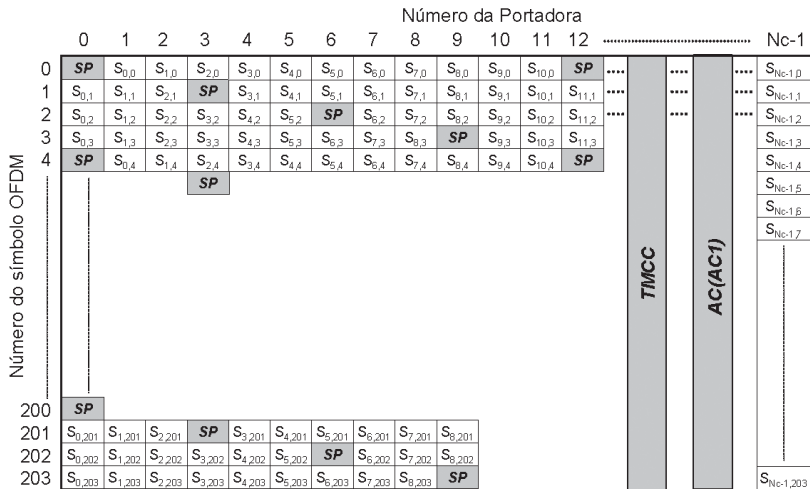 Número da Portadora
0 1 2 3 4 5 6 7 8 9 10 11 12 Nc-1
Número do símbolo OFDM
0 SP S0,0 S1,0 S2,0 S3,0 S4,0 S5,0 S6,0 S7,0 S8,0 S9,0 S10,0 SP SNc-1,0
1 S0,1 S1,1 S2,1 SP S3,1 S4,1 S5,1 S6,1 S7,1 S8,1 S9,1 S10,1 S11,1 SNc-1,1
2 S0,2 S1,2 S2,2 S3,2 S4,2 S5,2 SP S6,2 S7,2 S8,2 S9,2 S10,2 S11,2 SNc-1,2
3 S0,3 S1,3 S2,3 S3,3 S4,3 S5,3 S6,3 S7,3 S8,3 SP S9,3 S10,3 S11,3 SNc-1,3
4 SP S0,4 S1,4 S2,4 S3,4 S4,4 S5,4 S6,4 S7,4 S8,4 S9,4 S10,4 SP SNc-1,4
SP SNc-1,5
SNc-1,6
SNc-1,7
TMCC
AC(AC1)
200 SP
201 S0,201 S1,201 S2,201 SP S3,201 S4,201 S5,201 S6,201 S7,201 S8,201
202 S0,202 S1,202 S2,202 S3,202 S4,202 S5,202 SP S6,202 S7,202 S8,202
203 S0,203 S1,203 S2,203 S3,203 S4,203 S5,203 S6,203 S7,203 S8,203 SP SNc-1,203